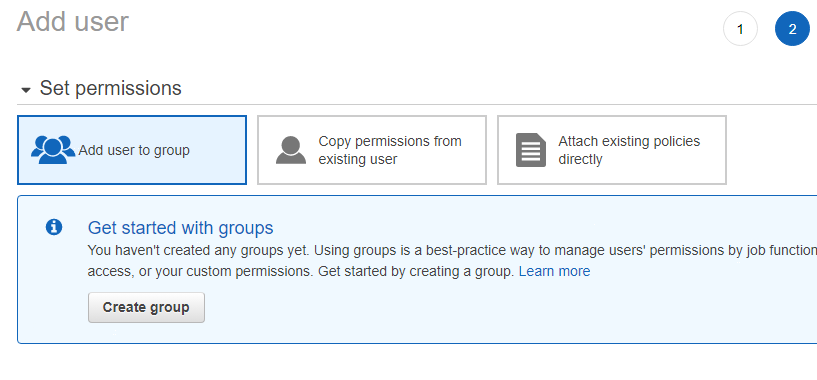 Add user
1
2
Set permissions
Add user to group
Copy permissions from
existing user
Attach existing policies
directly
Get started with groups
You haven't created any groups yet. Using groups is a best-practice way to manage users' permissions by job function
access, or your custom permissions. Get started by creating a group. Learn more
Create group